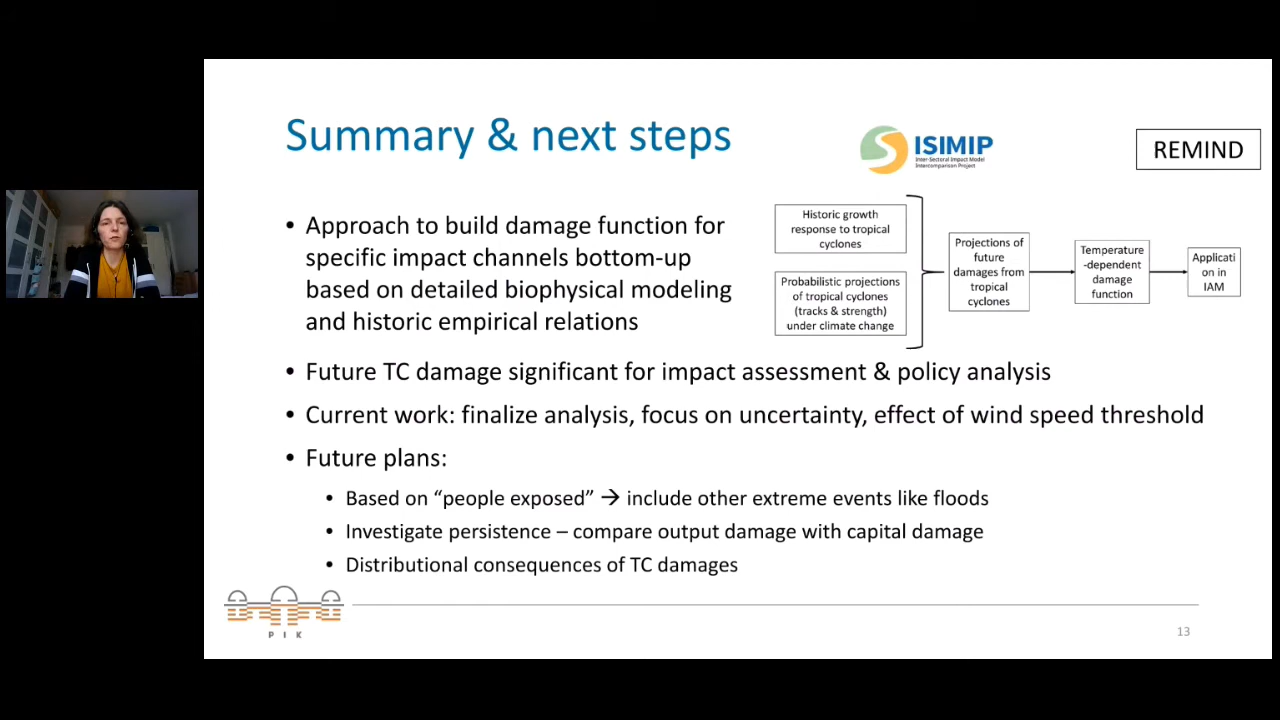 Summary & next steps
ISIMIP
Inter-Sectoral Impact Model
Intercomparison Project
REMIND
• Approach to build damage function for
specific impact channels bottom-up
based on detailed biophysical modeling
and historic empirical relations
Historic growth
response to tropical
cyclones
Probabilistic projections
of tropical cyclones
(tracks & strength)
under climate change
Projections of
future
damages from
tropical
cyclones
Temperature
-dependent
damage
function
Applicati
on in
IAM
• Future TC damage significant for impact assessment & policy analysis
• Current work: finalize analysis, focus on uncertainty, effect of wind speed threshold
• Future plans:
• Based on “people exposed” → include other extreme events like floods
• Investigate persistence – compare output damage with capital damage
• Distributional consequences of TC damages
P I K
13